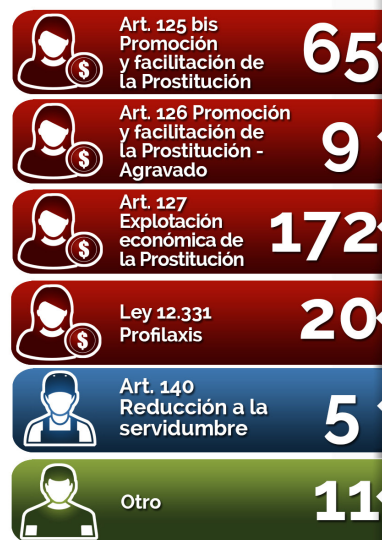 Art. 125 bis
Promoción
y facilitación de
la Prostitución
65
$
Art. 126 Promoción
y facilitación de
la Prostitución -
Agravado
9
$
Art. 127
Explotación
económica de
la Prostitución
172
$
Ley 12.331
Profilaxis
20
$
Art. 140
Reducción a la
servidumbre
5
Otro
11